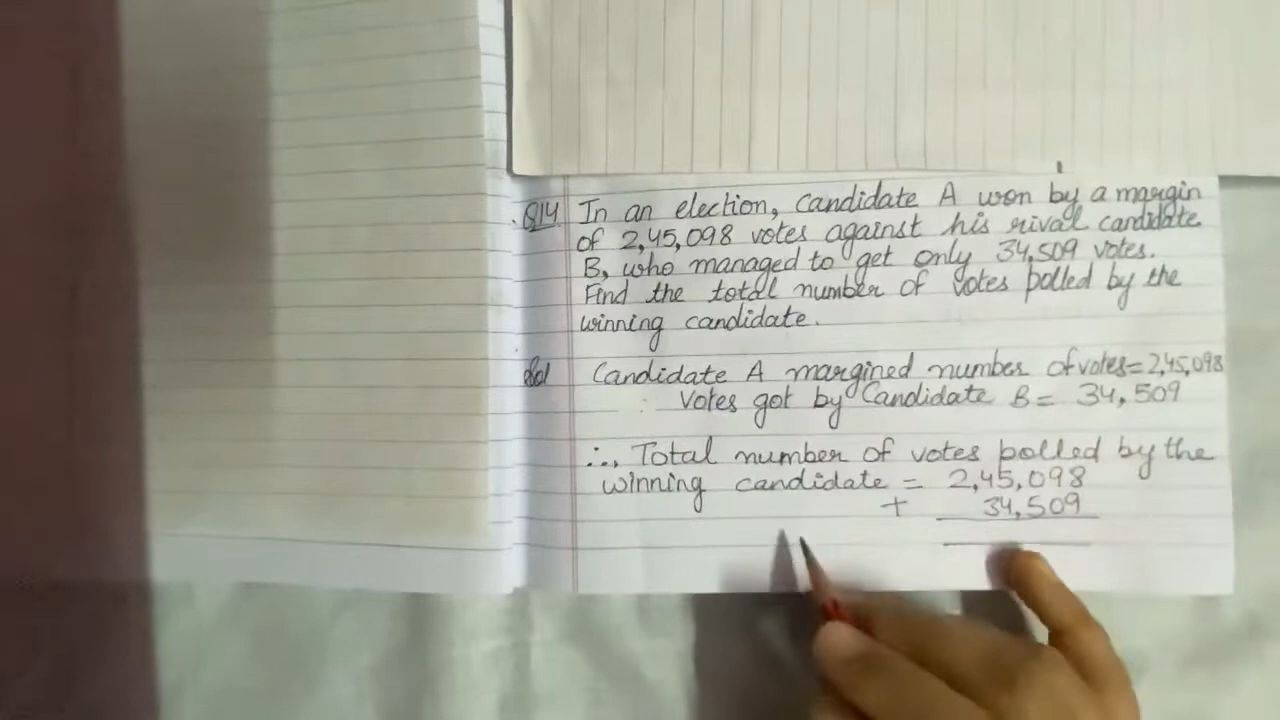 Q14 In an election, Candidate A won by a margin
of 2,45,098 votes against his rival candidate
B, who managed to get only 34,509 votes.
Find the total number of votes polled by the
winning candidate.
Sol Candidate A margined number of votes = 2,45,098
Votes got by Candidate B = 34,509
∴, Total number of votes polled by the
winning candidate = 2,45,098
+ 34,509